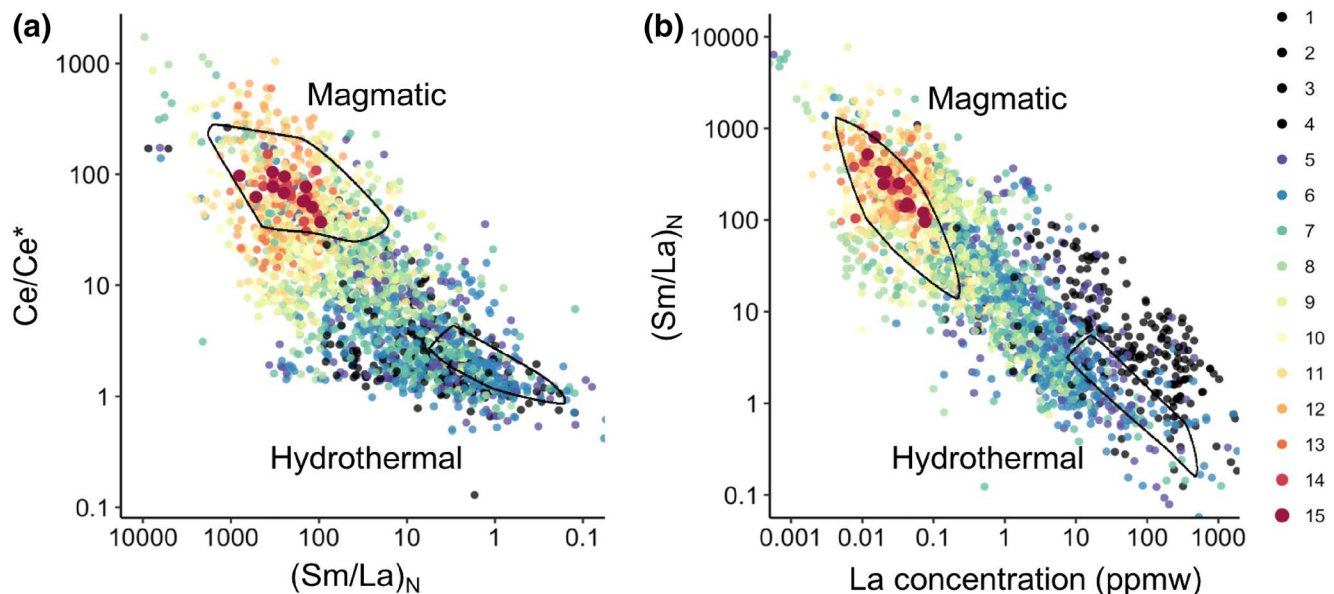 (a)
1000
100
10
1
0.1
Ce/Ce*
Magmatic
Hydrothermal
10000 1000 100 10 1 0.1
(Sm/La)N
(b)
10000
1000
100
10
1
0.1
(Sm/La)N
Magmatic
Hydrothermal
0.001 0.01 0.1 1 10 100 1000
La concentration (ppmw)
1
2
3
4
5
6
7
8
9
10
11
12
13
14
15